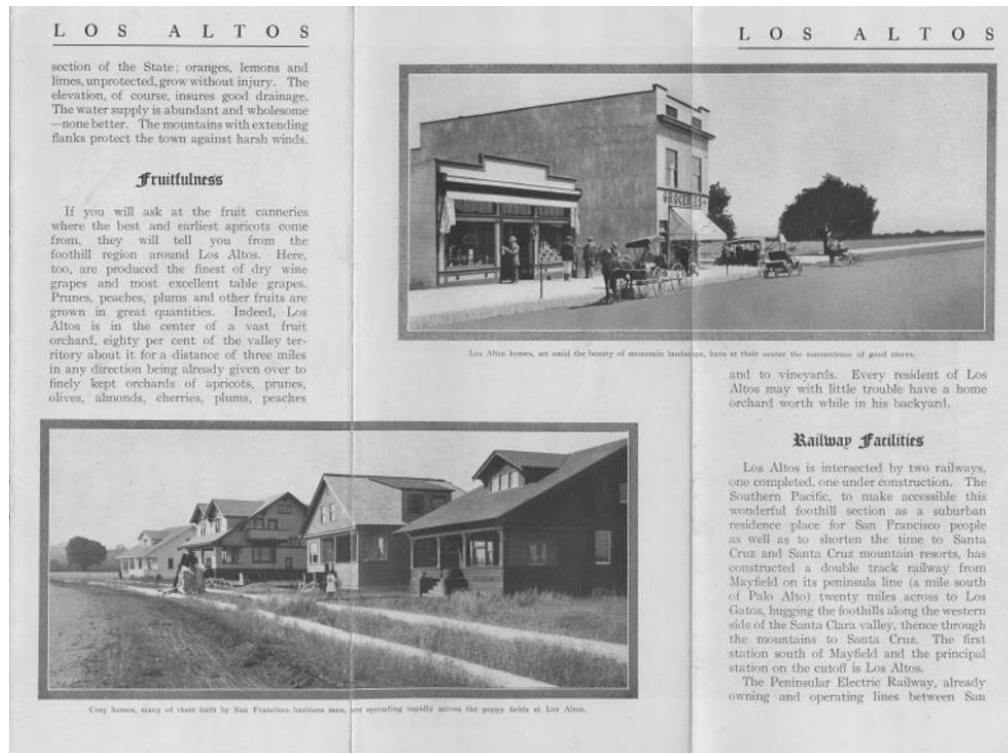 LOS ALTOS
section of the State; oranges, lemons and
limes, unprotected, grow without injury. The
elevation, of course, insures good drainage.
The water supply is abundant and wholesome
—none better. The mountains with extending
flanks protect the town against harsh winds.
Fruitfulness
If you will ask at the fruit canneries
where the best and earliest apricots come
from, they will tell you from the
foothill region around Los Altos. Here,
too, are produced the finest of dry wine
grapes and most excellent table grapes.
Prunes, peaches, plums and other fruits are
grown in great quantities. Indeed, Los
Altos is in the center of a vast fruit
orchard, eighty per cent of the valley ter-
ritory about it for a distance of three miles
in any direction being already given over to
finely kept orchards of apricots, prunes,
olives, almonds, cherries, plums, peaches
Cosy homes, many of them built by San Francisco business men, are spreading rapidly across the poppy fields at Los Altos.
LOS ALTOS
GROCERIES
Los Altos homes, set amid the beauty of mountain landscape, have at their center the convenience of good stores.
and to vineyards. Every resident of Los
Altos may with little trouble have a home
orchard worth while in his backyard.
Railway Facilities
Los Altos is intersected by two railways,
one completed, one under construction. The
Southern Pacific, to make accessible this
wonderful foothill section as a suburban
residence place for San Francisco people
as well as to shorten the time to Santa
Cruz and Santa Cruz mountain resorts, has
constructed a double track railway from
Mayfield on its peninsula line (a mile south
of Palo Alto) twenty miles across to Los
Gatos, hugging the foothills along the western
side of the Santa Clara valley, thence through
the mountains to Santa Cruz. The first
station south of Mayfield and the principal
station on the cutoff is Los Altos.
The Peninsular Electric Railway, already
owning and operating lines between San